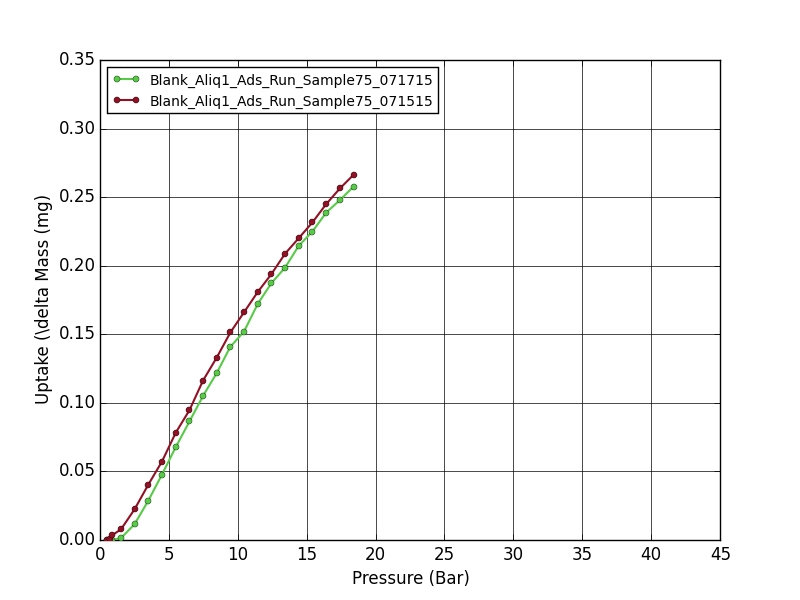 Blank_Aliq1_Ads_Run_Sample75_071715
Blank_Aliq1_Ads_Run_Sample75_071515
0.35
0.30
0.25
0.20
0.15
0.10
0.05
0.00
Uptake (\delta Mass (mg)
0 5 10 15 20 25 30 35 40 45
Pressure (Bar)